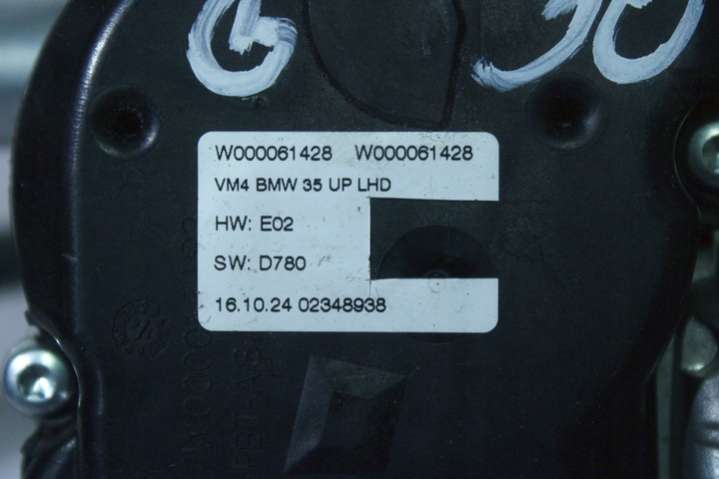 G 30
W000061428 W000061428
VM4 BMW 35 UP LHD
HW: E02
SW: D780
16.10.24 02348938